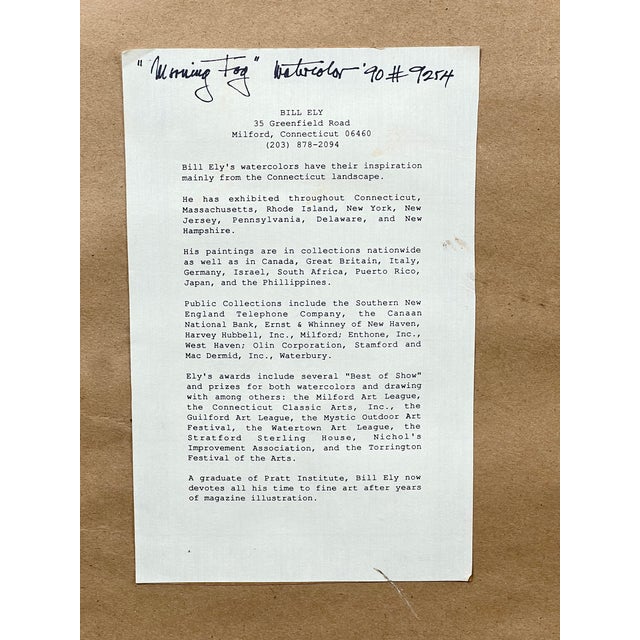 "Morning Fog" Watercolor '90 # 9254
BILL ELY
35 Greenfield Road
Milford, Connecticut 06460
(203) 878-2094
Bill Ely's watercolors have their inspiration
mainly from the Connecticut landscape.
He has exhibited throughout Connecticut,
Massachusetts, Rhode Island, New York, New
Jersey, Pennsylvania, Delaware, and New
Hampshire.
His paintings are in collections nationwide
as well as in Canada, Great Britain, Italy,
Germany, Israel, South Africa, Puerto Rico,
Japan, and the Phillippines.
Public Collections include the Southern New
England Telephone Company, the Canaan
National Bank, Ernst & Whinney of New Haven,
Harvey Hubbell, Inc., Milford; Enthone, Inc.,
West Haven; Olin Corporation, Stamford and
Mac Dermid, Inc., Waterbury.
Ely's awards include several "Best of Show"
and prizes for both watercolors and drawing
with among others: the Milford Art League,
the Connecticut Classic Arts, Inc., the
Guilford Art League, the Mystic Outdoor Art
Festival, the Watertown Art League, the
Stratford Sterling House, Nichol's
Improvement Association, and the Torrington
Festival of the Arts.
A graduate of Pratt Institute, Bill Ely now
devotes all his time to fine art after years
of magazine illustration.